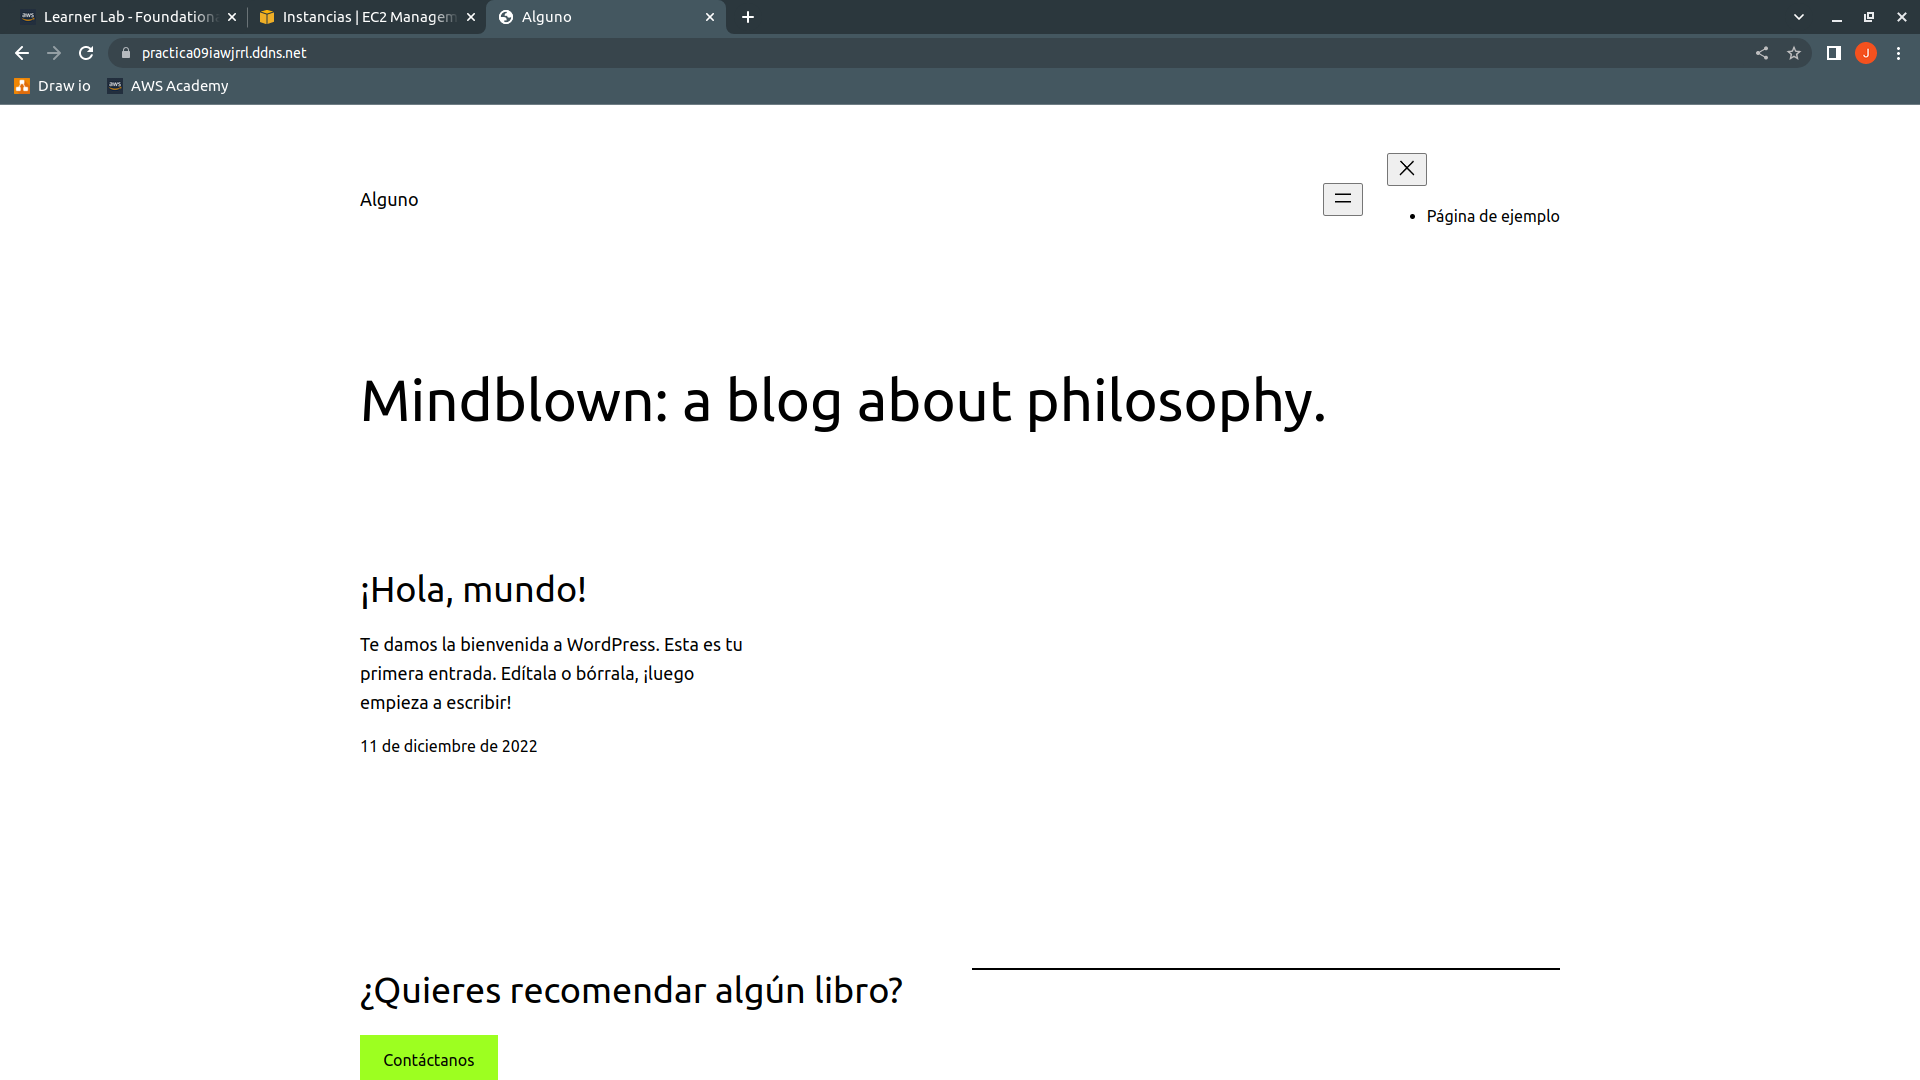 Learner Lab - Foundation
Instancias | EC2 Managem
Alguno
practica09iawjrrl.ddns.net
J
Draw io
aws
AWS Academy
Alguno
Página de ejemplo
Mindblown: a blog about philosophy.
¡Hola, mundo!
Te damos la bienvenida a WordPress. Esta es tu
primera entrada. Edítala o bórrala, ¡luego
empieza a escribir!
11 de diciembre de 2022
¿Quieres recomendar algún libro?
Contáctanos